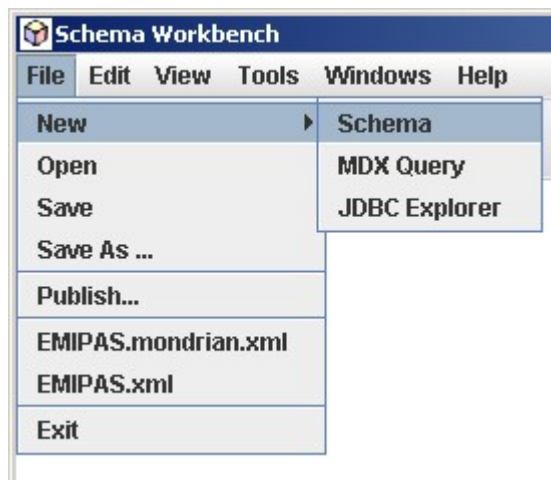 Schema Workbench
File Edit View Tools Windows Help
New Schema
Open MDX Query
Save JDBC Explorer
Save As ...
Publish...
EMIPAS.mondrian.xml
EMIPAS.xml
Exit